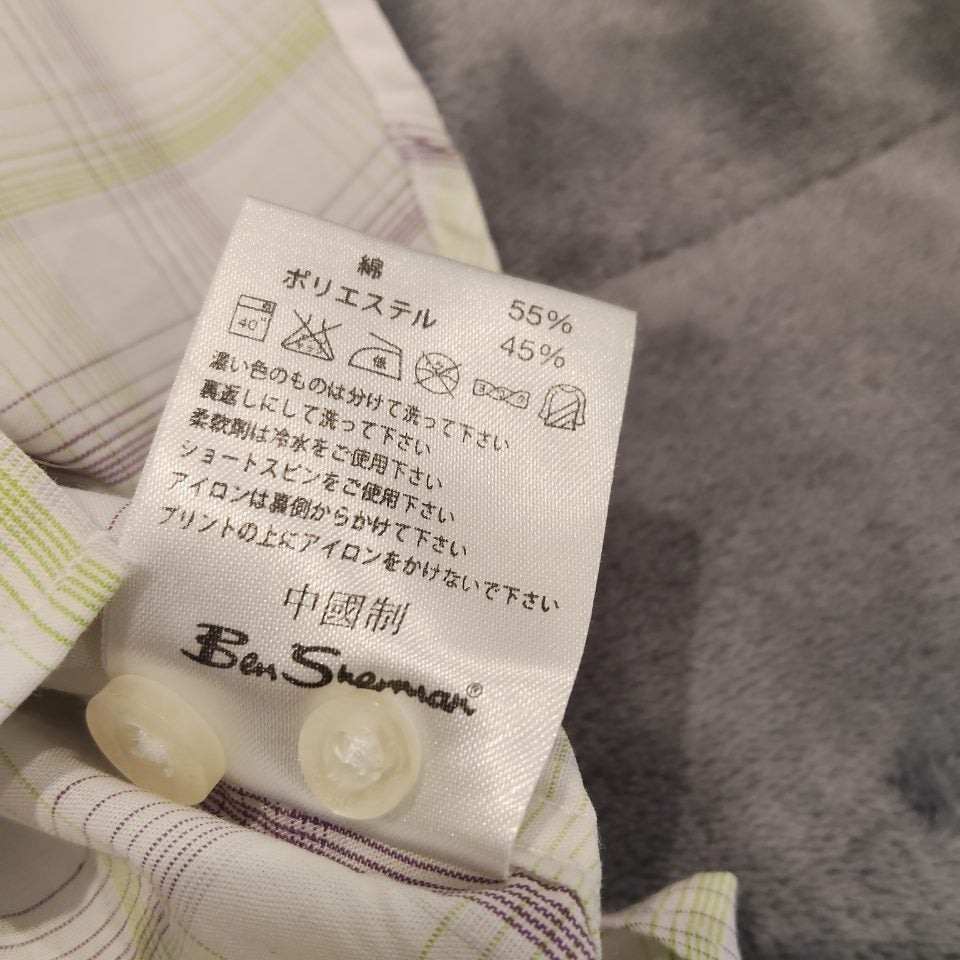 綿 55%
ポリエステル 45%
40°
低
濃い色のものは分けて洗って下さい
裏返しにして洗って下さい
柔軟剤は冷水をご使用下さい
ショートスピンをご使用下さい
アイロンは裏側からかけて下さい
プリントの上にアイロンをかけないで下さい
中國制
Ben Sherman®